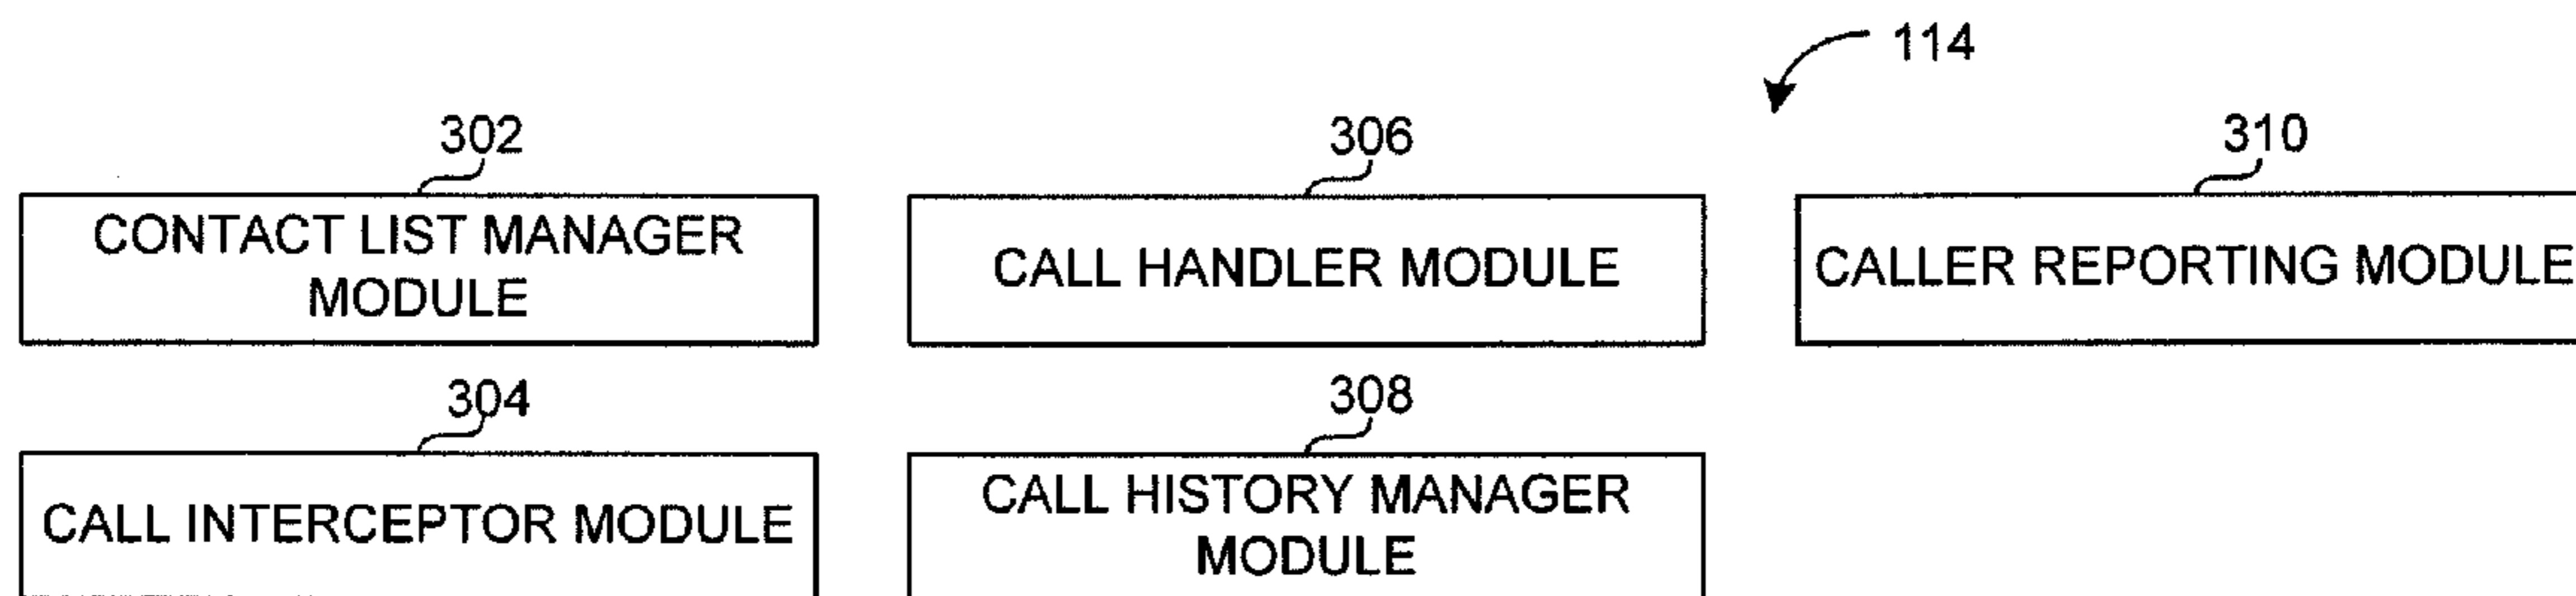 114
302
306
310
CONTACT LIST MANAGER
MODULE
CALL HANDLER MODULE
CALLER REPORTING MODULE
304
308
CALL INTERCEPTOR MODULE
CALL HISTORY MANAGER
MODULE